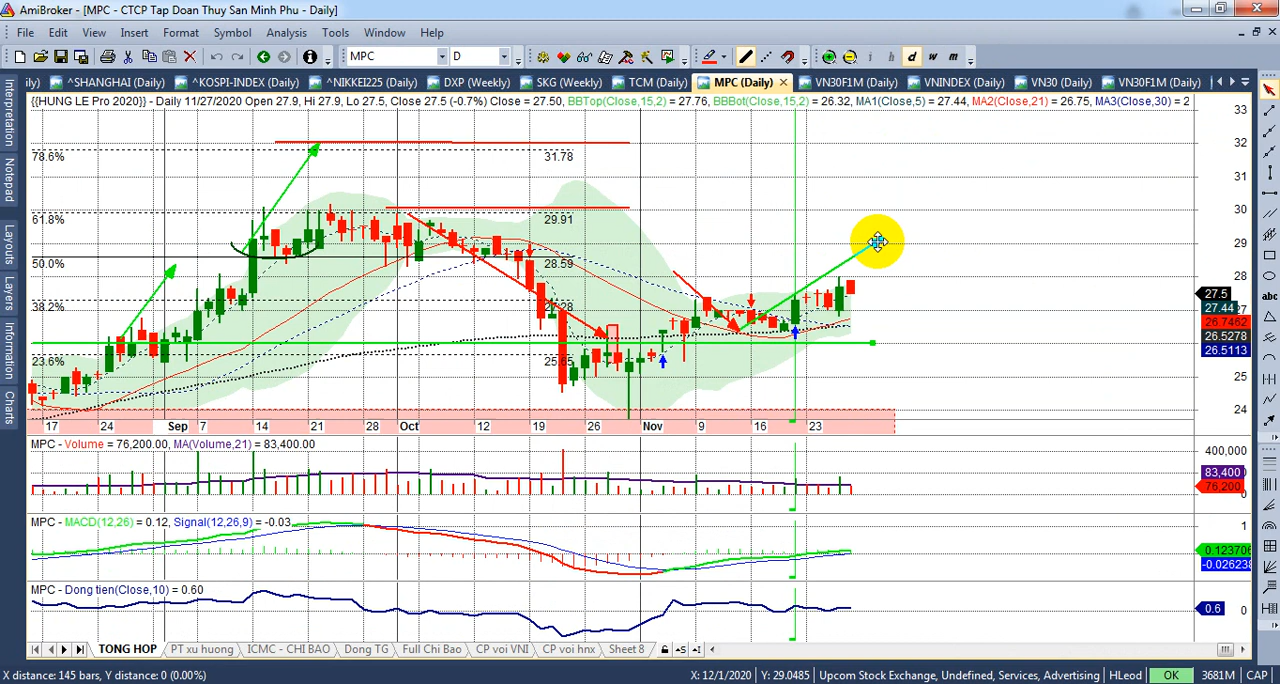 AmiBroker - [MPC - CTCP Tap Doan Thuy San Minh Phu - Daily]
File Edit View Insert Format Symbol Analysis Tools Window Help
MPC D i h d w m
ily) ^SHANGHAI (Daily) ^KOSPI-INDEX (Daily) ^NIKKEI225 (Daily) DXP (Weekly) SKG (Weekly) TCM (Daily) MPC (Daily) VN30F1M (Daily) VNINDEX (Daily) VN30 (Daily) VN30F1M (Daily)
{{HUNG LE Pro 2020}} - Daily 11/27/2020 Open 27.9, Hi 27.9, Lo 27.5, Close 27.5 (-0.7%) Close = 27.50, BBTop(Close,15,2) = 27.76, BBBot(Close,15,2) = 26.32, MA1(Close,5) = 27.44, MA2(Close,21) = 26.75, MA3(Close,30) = 2
Interpretation
Notepad
Layouts
Layers
Information
Charts
abc
33
32
31
30
29
28
27.5
27.44
26.7462
26.5278
26.5113
25
24
78.6% 31.78
61.8% 29.91
50.0% 28.59
38.2% 27.28
23.6% 25.65
17 24 Sep 7 14 21 28 Oct 12 19 26 Nov 9 16 23
MPC - Volume = 76,200.00, MA(Volume,21) = 83,400.00
400,000
83,400
76,200
MPC - MACD(12,26) = 0.12, Signal(12,26,9) = -0.03
1
0.123706
-0.026238
MPC - Dong tien(Close,10) = 0.60
0.6 0
TONG HOP PT xu huong ICMC - CHI BAO Dong TG Full Chi Bao CP voi VNI CP voi hnx Sheet 8
X distance: 145 bars, Y distance: 0 (0.00%) X: 12/1/2020 Y: 29.0485 Upcom Stock Exchange, Undefined, Services, Advertising HLeod OK 3681M CAP